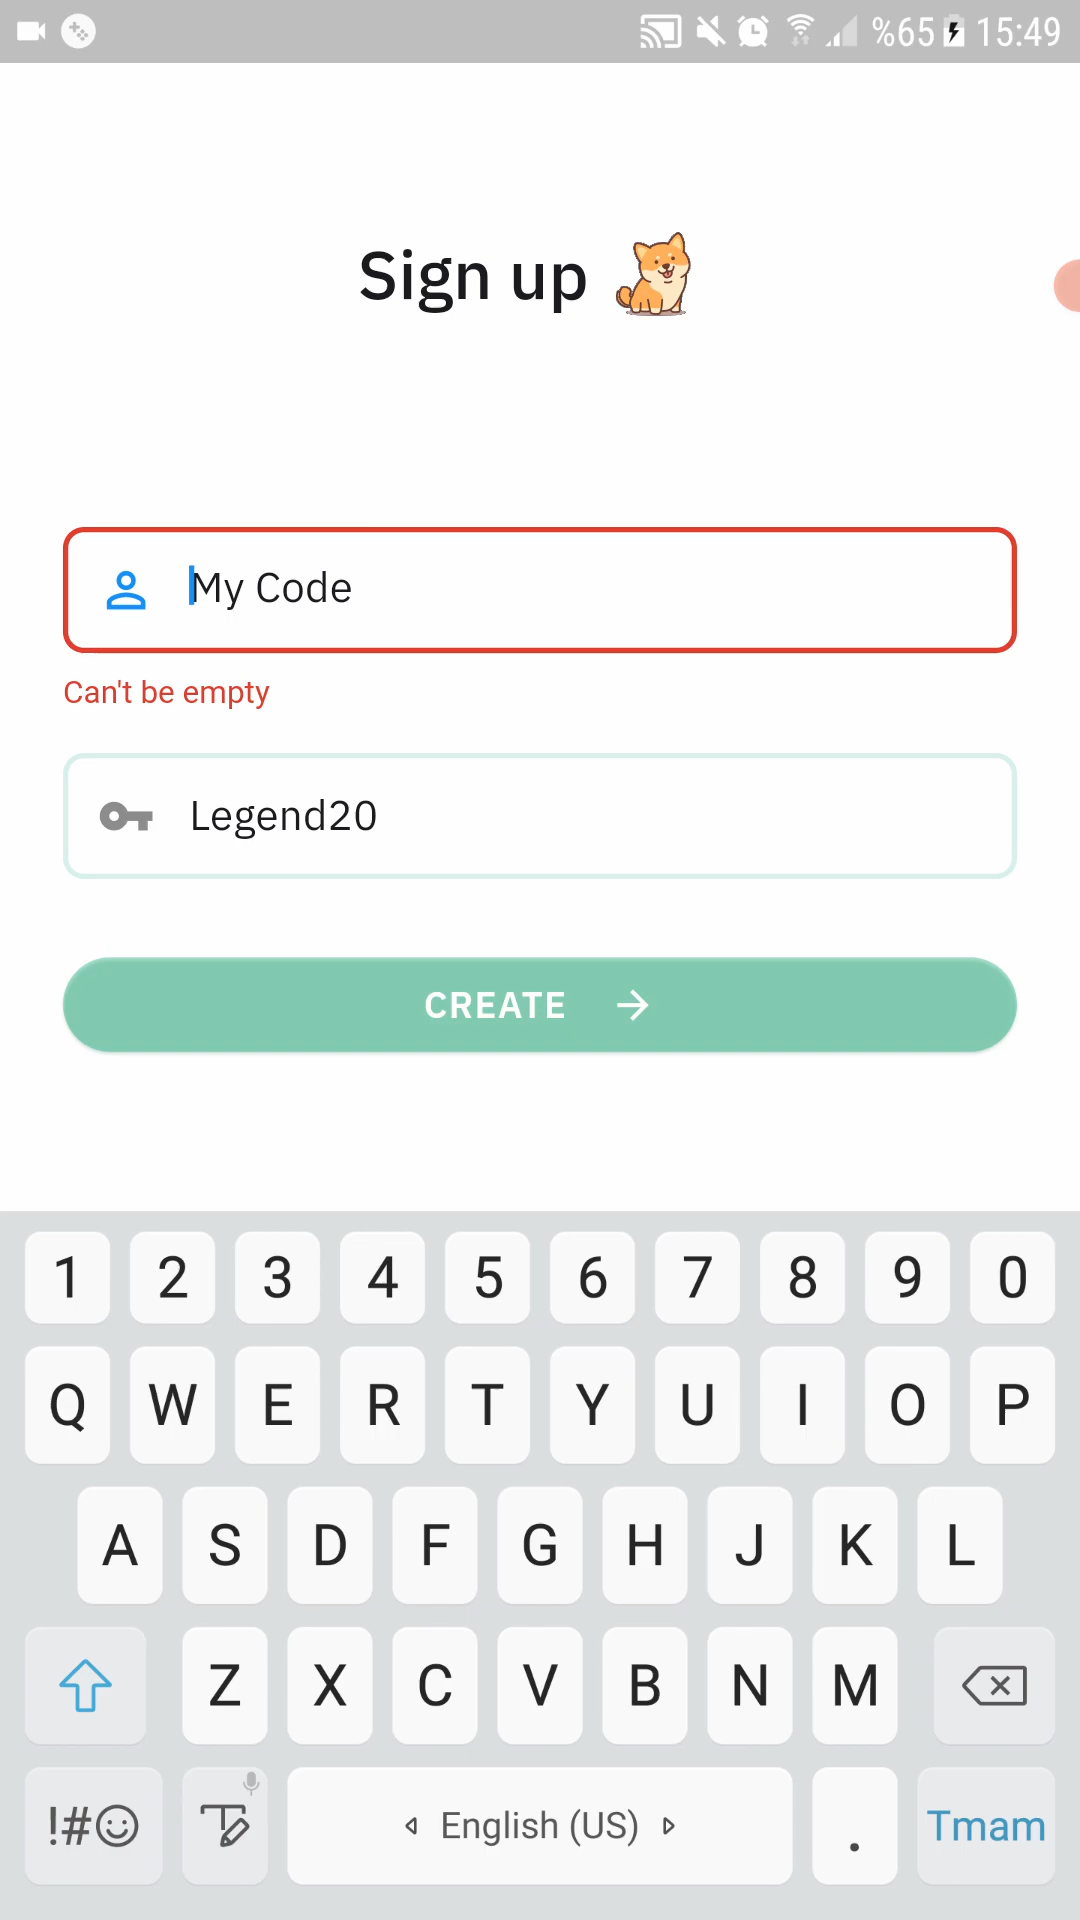 %65 15:49
Sign up
My Code
Can't be empty
Legend20
CREATE
1 2 3 4 5 6 7 8 9 0
Q W E R T Y U I O P
A S D F G H J K L
Z X C V B N M
!# English (US) . Tmam